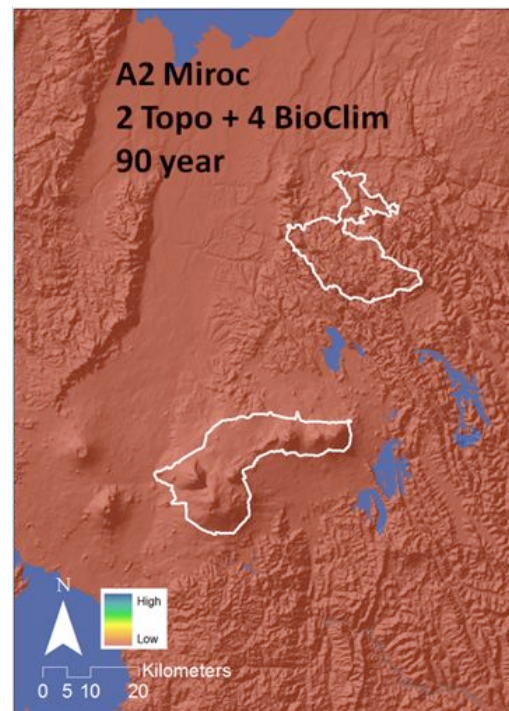 A2 Miroc
2 Topo + 4 BioClim
90 year
N
High
Low
Kilometers
0 5 10 20